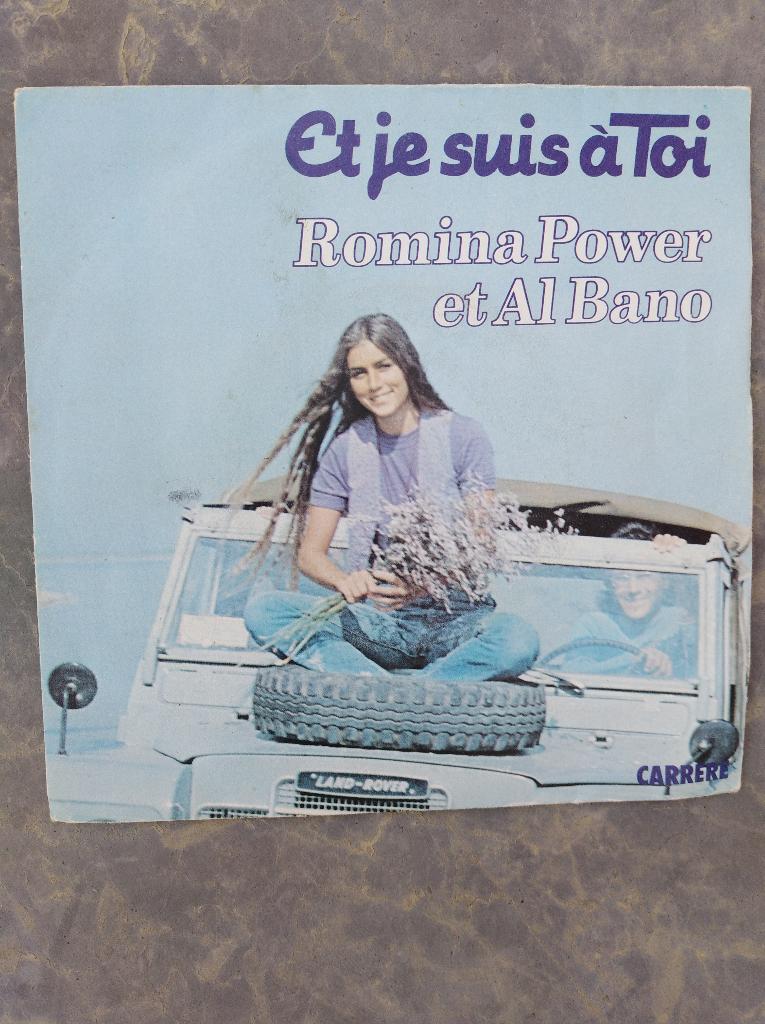 Et je suis à Toi
Romina Power
et Al Bano
CARRERE
LAND-ROVER